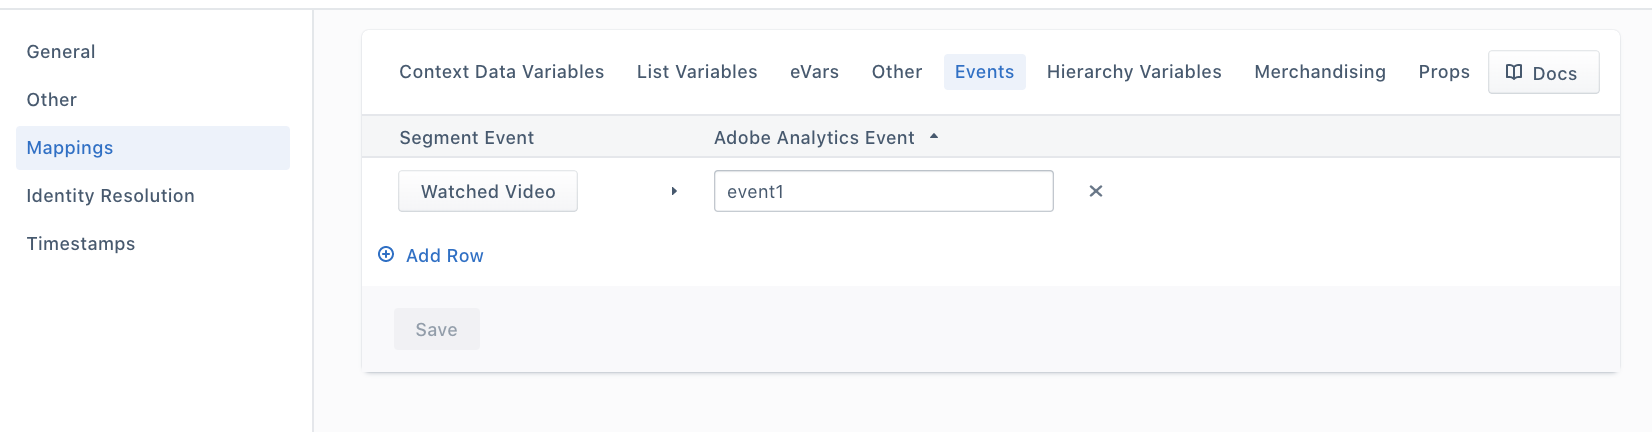 General
Other
Mappings
Identity Resolution
Timestamps
Context Data Variables List Variables eVars Other Events Hierarchy Variables Merchandising Props Docs
Segment Event Adobe Analytics Event
Watched Video event1
Add Row
Save